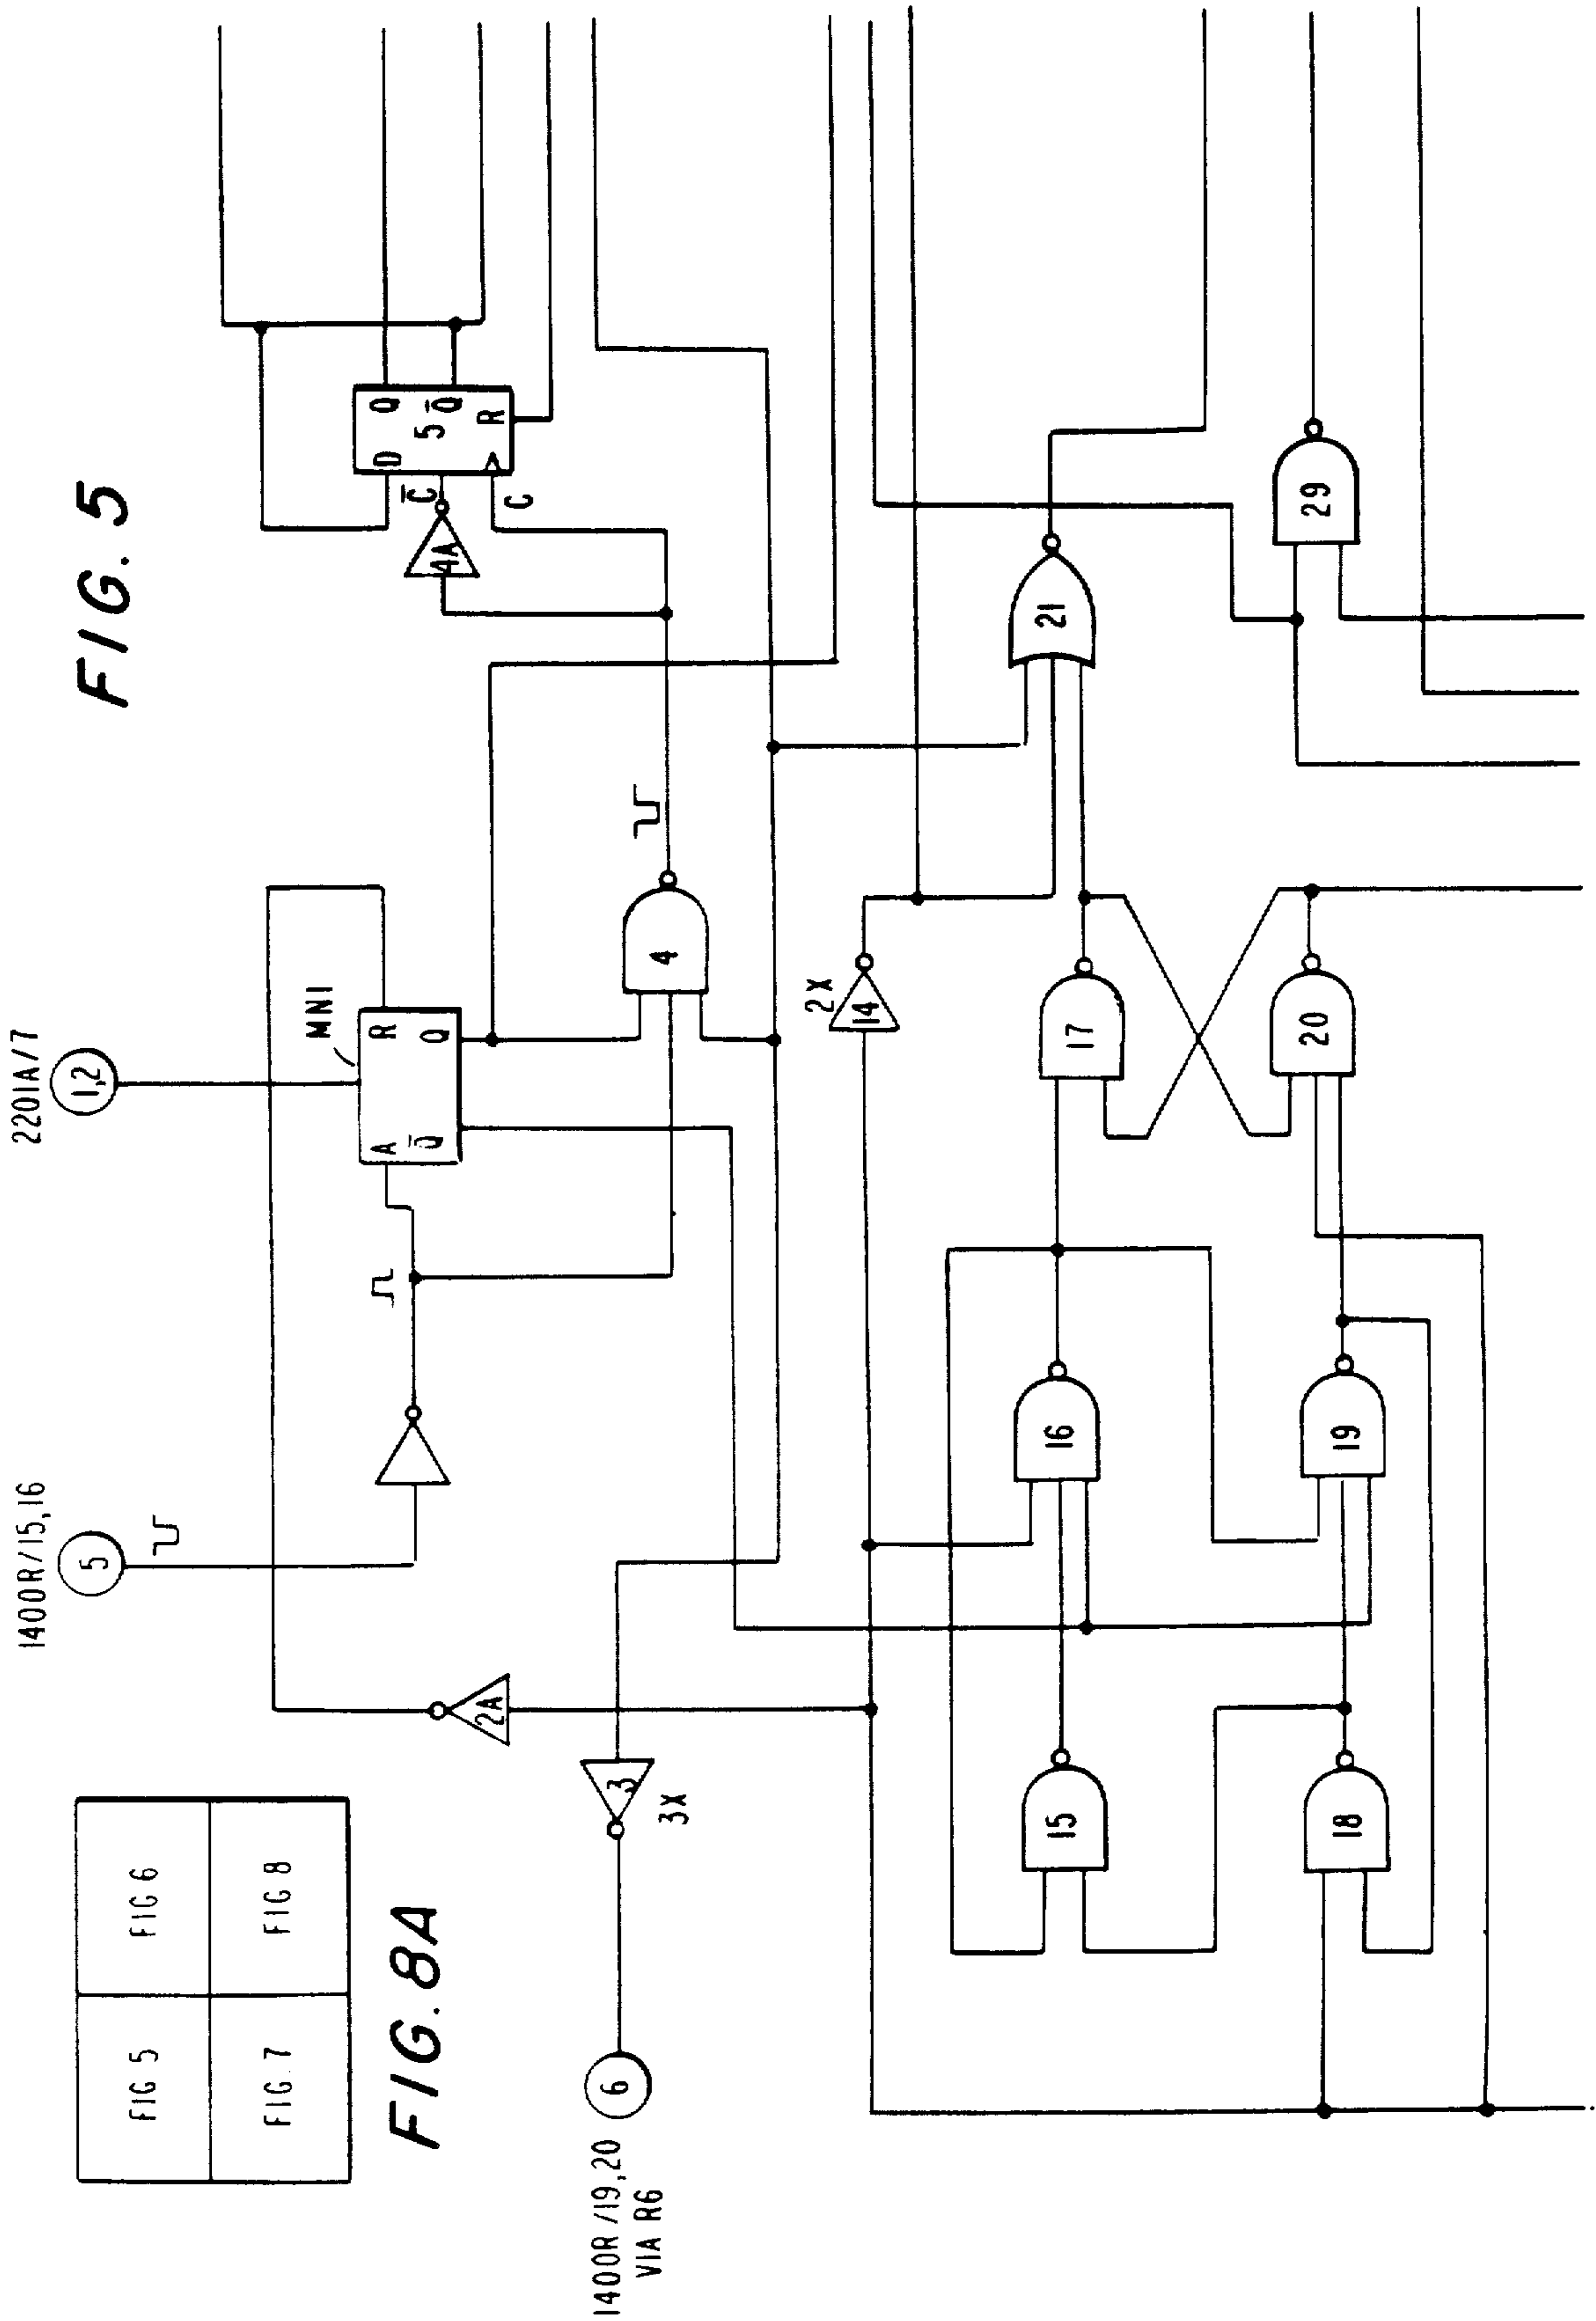 FIG. 5
2201A/7
1,2
MN1
1400R/15,16
5
A
R
Q̄
Q
D
Q
5
Q̄
R
C̄
C
4A
4
2A
3
3X
6
1400R/19,20
VIA R6
2X
14
21
29
17
20
16
19
15
18
FIG 5
FIG 6
FIG. 7
FIG 8
FIG. 8A